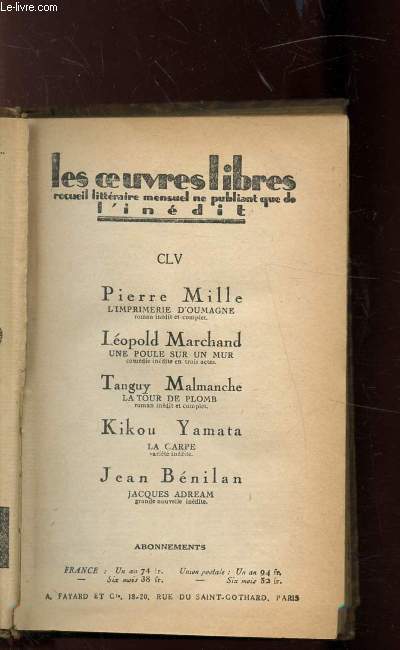 Le-livre.com
les œuvres libres
recueil littéraire mensuel ne publiant que de
l'inédit
CLV
Pierre Mille
L'IMPRIMERIE D'OUMAGNE
roman inédit et complet.
Léopold Marchand
UNE POULE SUR UN MUR
comédie inédite en trois actes.
Tanguy Malmanche
LA TOUR DE PLOMB
roman inédit et complet.
Kikou Yamata
LA CARPE
variété inédite.
Jean Bénilan
JACQUES ADREAM
grande nouvelle inédite.
ABONNEMENTS
FRANCE : Un an 74 fr. Union postale : Un an 94 fr.
— Six mois 38 fr. — Six mois 52 fr.
A. FAYARD ET Cie, 18-20, RUE DU SAINT-GOTHARD, PARIS